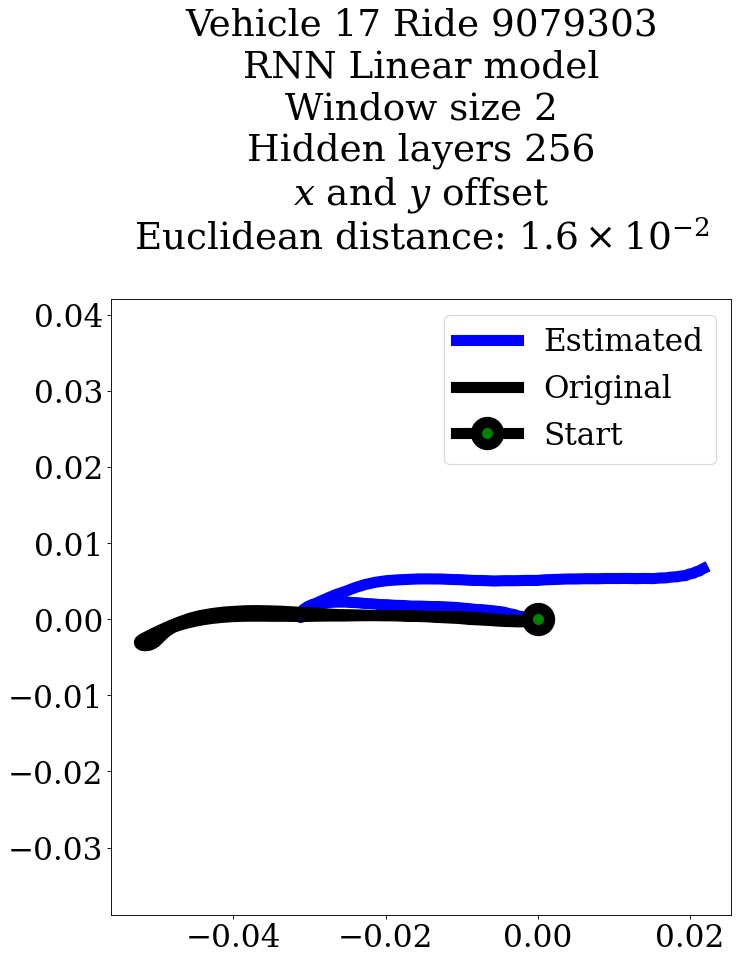 Vehicle 17 Ride 9079303
RNN Linear model
Window size 2
Hidden layers 256
x and y offset
Euclidean distance: 1.6 × 10⁻²
Estimated
Original
Start
0.04
0.03
0.02
0.01
0.00
−0.01
−0.02
−0.03
−0.04 −0.02 0.00 0.02